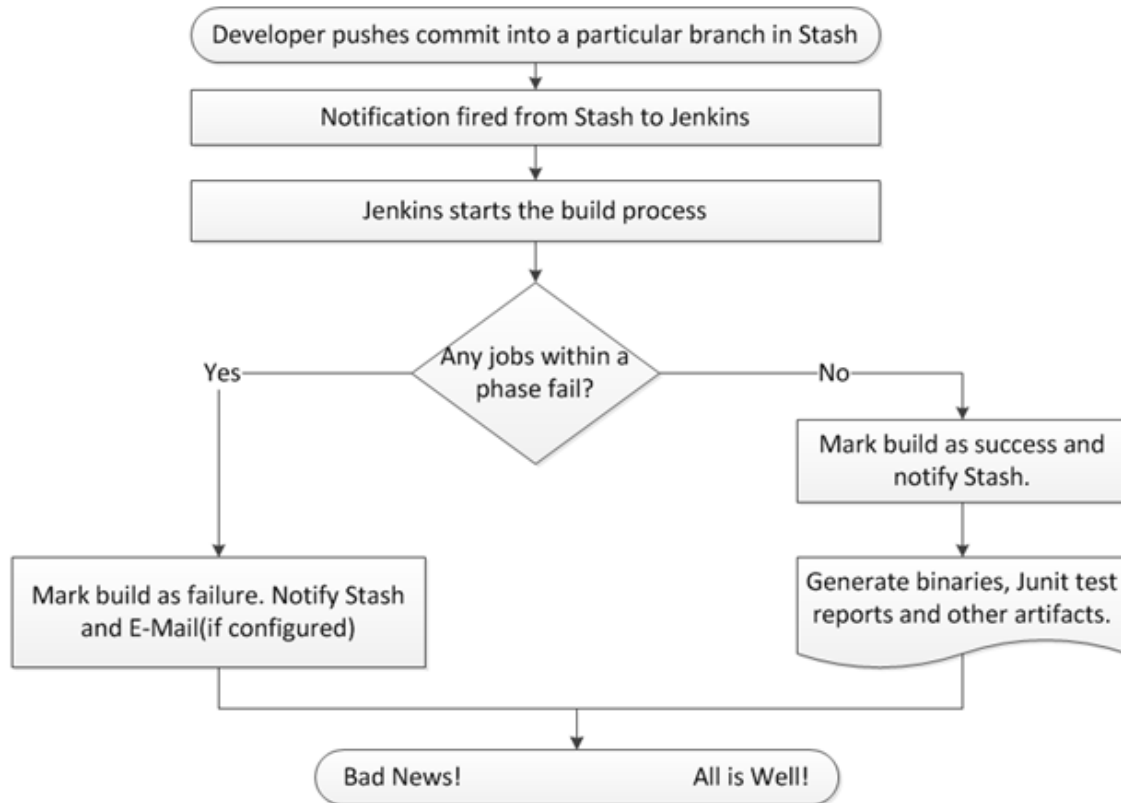 Developer pushes commit into a particular branch in Stash
Notification fired from Stash to Jenkins
Jenkins starts the build process
Any jobs within a
phase fail?
Yes
No
Mark build as success and
notify Stash.
Mark build as failure. Notify Stash
and E-Mail(if configured)
Generate binaries, Junit test
reports and other artifacts.
Bad News! All is Well!